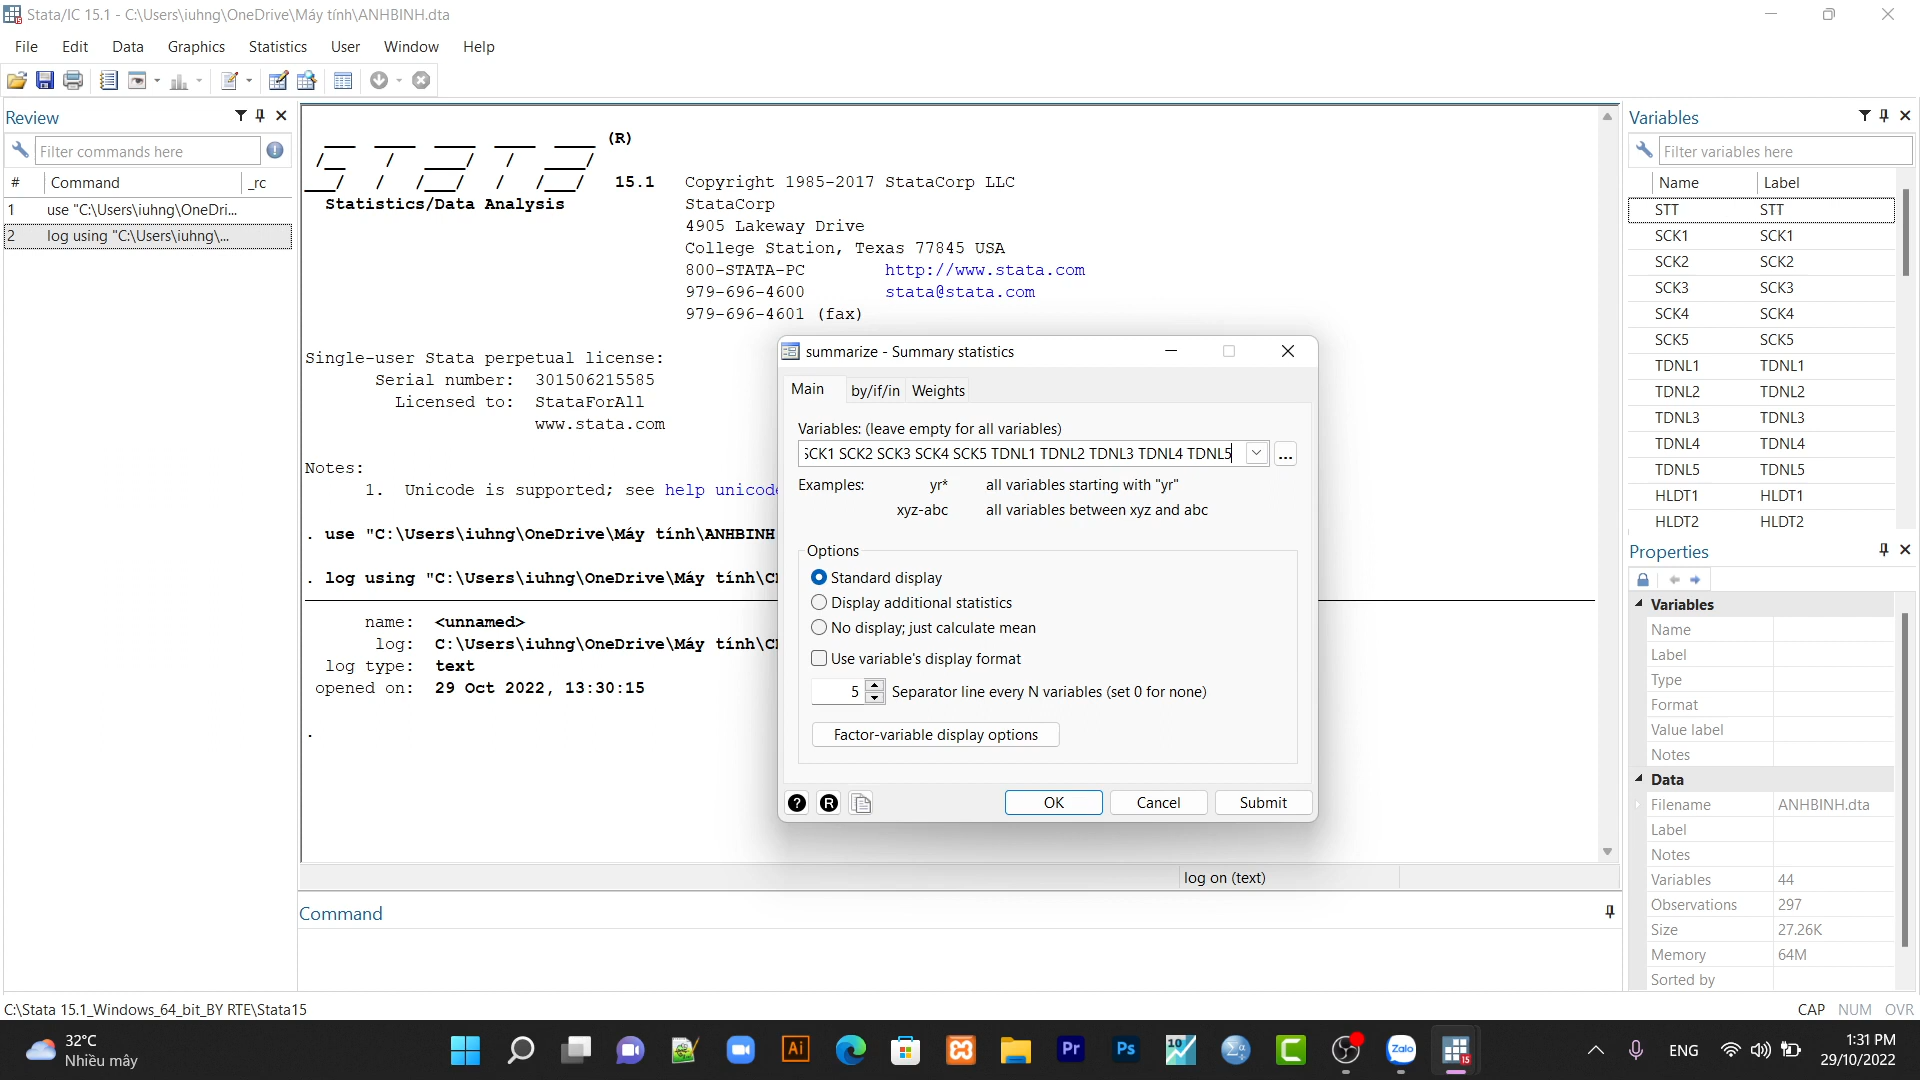 Stata/IC 15.1 - C:\Users\iuhng\OneDrive\Máy tính\ANHBINH.dta
File Edit Data Graphics Statistics User Window Help
Review
Filter commands here
# Command _rc
1 use "C:\Users\iuhng\OneDri...
2 log using "C:\Users\iuhng\...
(R)
15.1 Copyright 1985-2017 StataCorp LLC
Statistics/Data Analysis StataCorp
4905 Lakeway Drive
College Station, Texas 77845 USA
800-STATA-PC http://www.stata.com
979-696-4600 stata@stata.com
979-696-4601 (fax)
Single-user Stata perpetual license:
Serial number: 301506215585
Licensed to: StataForAll
www.stata.com
Notes:
1. Unicode is supported; see help unicode
. use "C:\Users\iuhng\OneDrive\Máy tính\ANHBINH
. log using "C:\Users\iuhng\OneDrive\Máy tính\CH
name: <unnamed>
log: C:\Users\iuhng\OneDrive\Máy tính\CH
log type: text
opened on: 29 Oct 2022, 13:30:15
.
summarize - Summary statistics
Main by/if/in Weights
Variables: (leave empty for all variables)
SCK1 SCK2 SCK3 SCK4 SCK5 TDNL1 TDNL2 TDNL3 TDNL4 TDNL5
...
Examples: yr* all variables starting with "yr"
xyz-abc all variables between xyz and abc
Options
Standard display
Display additional statistics
No display; just calculate mean
Use variable's display format
5 Separator line every N variables (set 0 for none)
Factor-variable display options
? R OK Cancel Submit
log on (text)
Command
Variables
Filter variables here
Name Label
STT STT
SCK1 SCK1
SCK2 SCK2
SCK3 SCK3
SCK4 SCK4
SCK5 SCK5
TDNL1 TDNL1
TDNL2 TDNL2
TDNL3 TDNL3
TDNL4 TDNL4
TDNL5 TDNL5
HLDT1 HLDT1
HLDT2 HLDT2
Properties
Variables
Name
Label
Type
Format
Value label
Notes
Data
Filename ANHBINH.dta
Label
Notes
Variables 44
Observations 297
Size 27.26K
Memory 64M
Sorted by
C:\Stata 15.1_Windows_64_bit_BY RTE\Stata15
CAP NUM OVR
32°C
Nhiều mây
Ai
Pr
Ps
10
Σα
C
Zalo
15
ENG
1:31 PM
29/10/2022